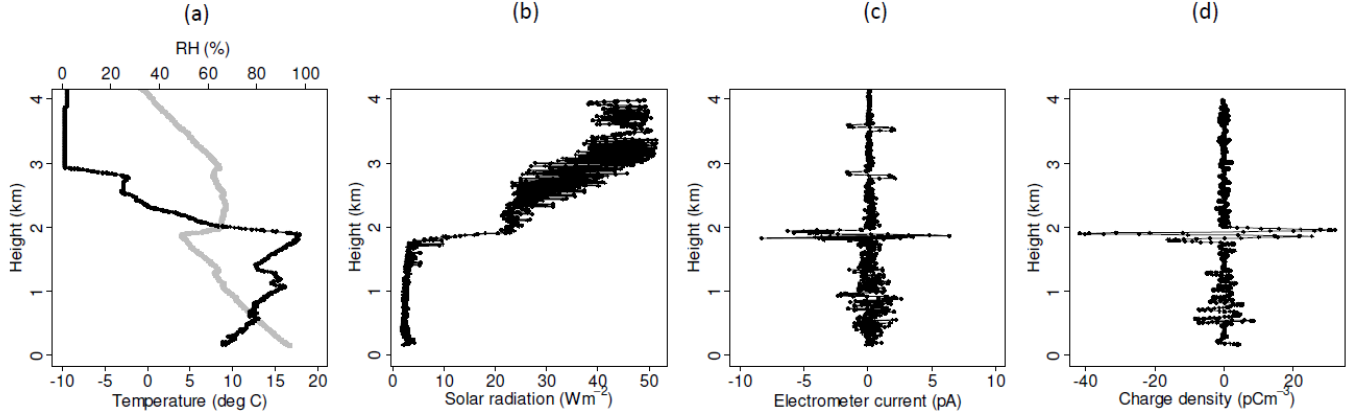 (a)
(b)
(c)
(d)
RH (%)
0 20 40 60 80 100
Height (km)
0 1 2 3 4
-10 -5 0 5 10 15 20
Temperature (deg C)
Height (km)
0 1 2 3 4
0 10 20 30 40 50
Solar radiation (Wm⁻²)
Height (km)
0 1 2 3 4
-10 -5 0 5 10
Electrometer current (pA)
Height (km)
0 1 2 3 4
-40 -20 0 20
Charge density (pCm⁻³)